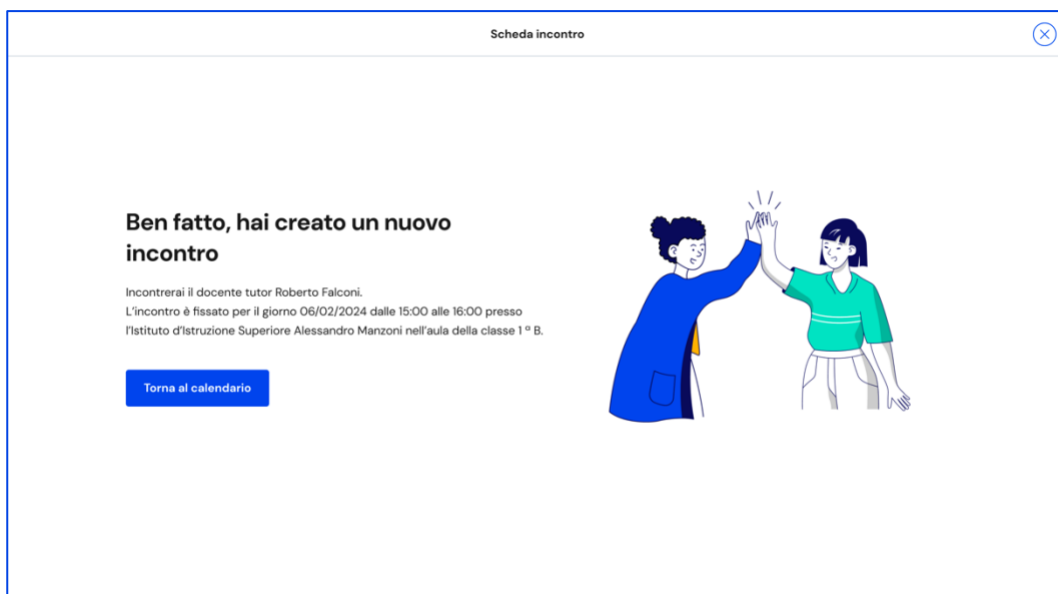 Scheda incontro
Ben fatto, hai creato un nuovo
incontro
Incontrerai il docente tutor Roberto Falconi.
L'incontro è fissato per il giorno 06/02/2024 dalle 15:00 alle 16:00 presso
l'Istituto d'Istruzione Superiore Alessandro Manzoni nell'aula della classe 1 ª B.
Torna al calendario